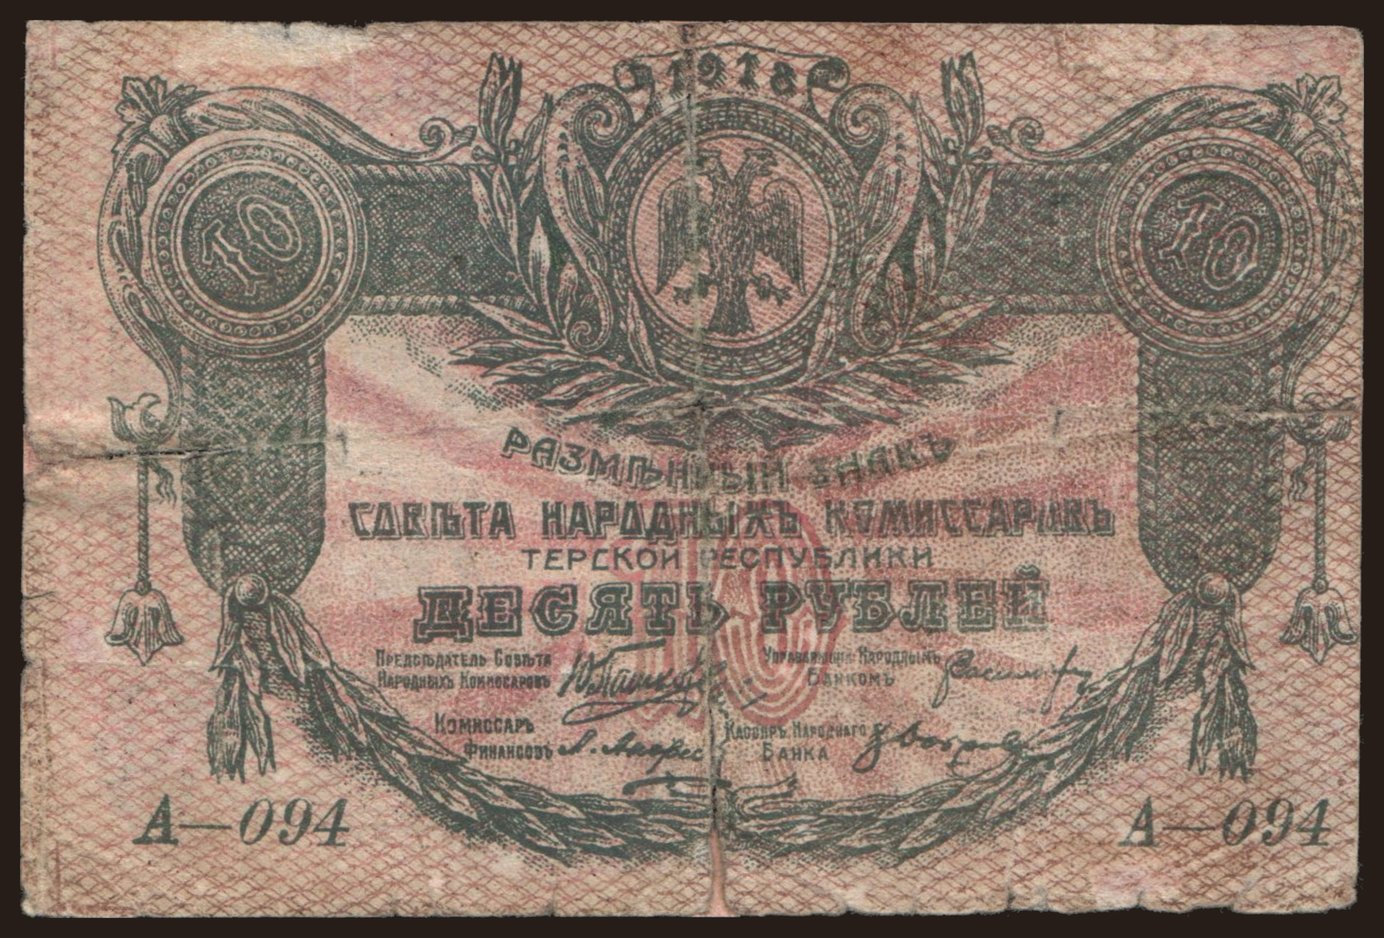 1918
10
10
РАЗМѢННЫЙ ЗНАКЪ
СОВѢТА НАРОДНЫХЪ КОМИССАРОВЪ
ТЕРСКОЙ РЕСПУБЛИКИ
10
ДЕСЯТЬ РУБЛЕЙ
ПРЕДСѢДАТЕЛЬ СОВѢТА
НАРОДНЫХЪ КОМИССАРОВЪ
УПРАВЛЯЮЩІЙ НАРОДНЫМЪ
БАНКОМЪ
КОМИССАРЪ
ФИНАНСОВЪ
КАССИРЪ НАРОДНАГО
БАНКА
А—094
А—094